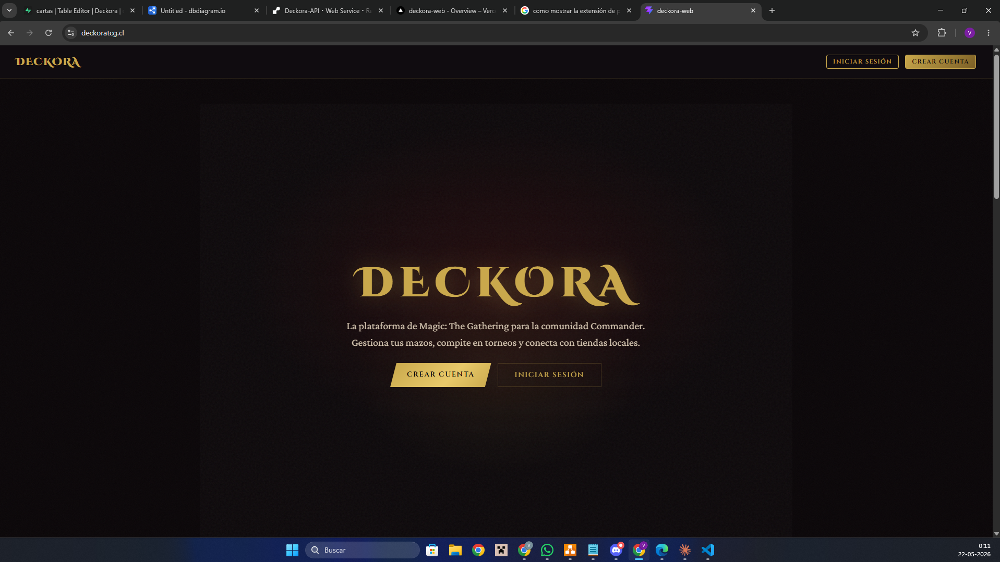 cartas | Table Editor | Deckora |
Untitled - dbdiagram.io
Deckora-API · Web Service · Re
deckora-web - Overview – Verc
como mostrar la extensión de p
deckora-web
deckoratcg.cl
V
DECKORA
INICIAR SESIÓN
CREAR CUENTA
DECKORA
La plataforma de Magic: The Gathering para la comunidad Commander.
Gestiona tus mazos, compite en torneos y conecta con tiendas locales.
CREAR CUENTA
INICIAR SESIÓN
Buscar
V
V
0:11
22-05-2026